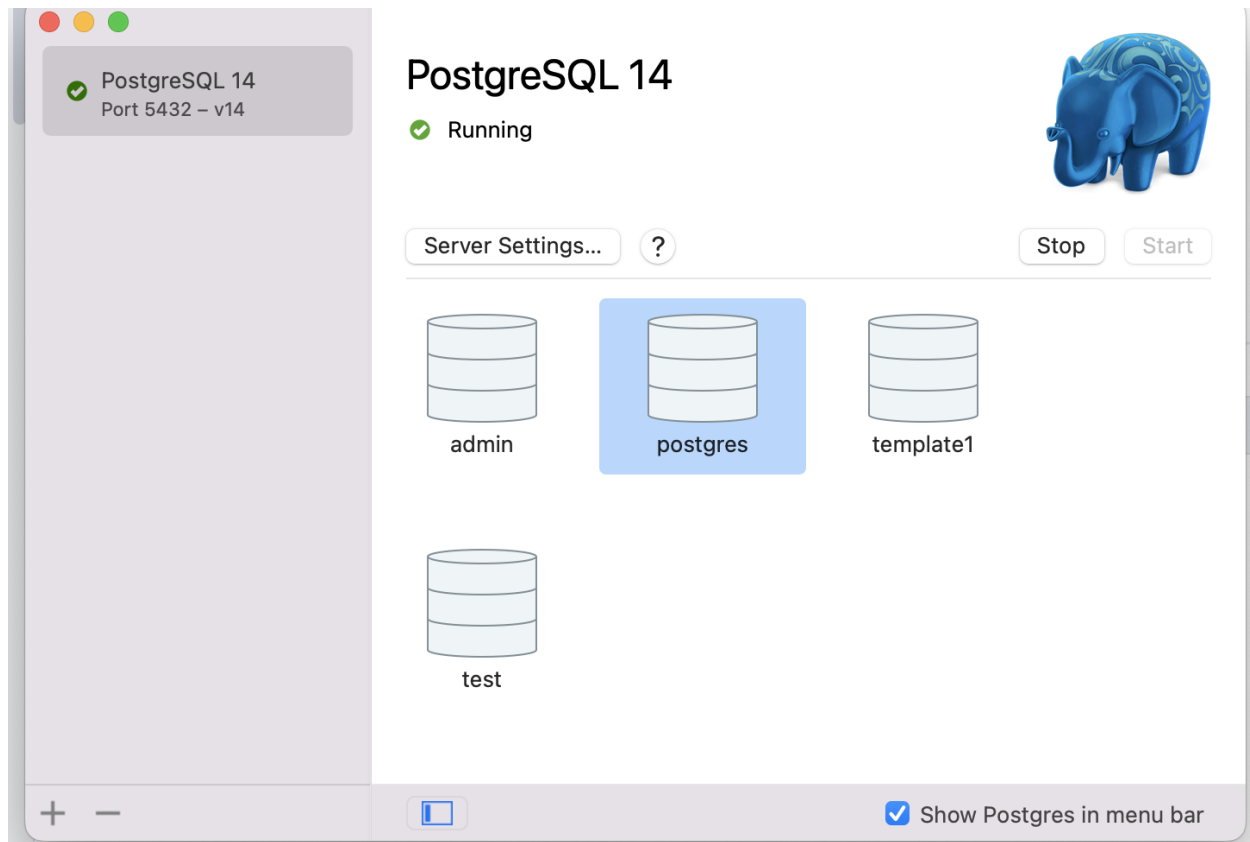 PostgreSQL 14
Port 5432 – v14
PostgreSQL 14
Running
Server Settings...
?
Stop
Start
admin
postgres
template1
test
Show Postgres in menu bar